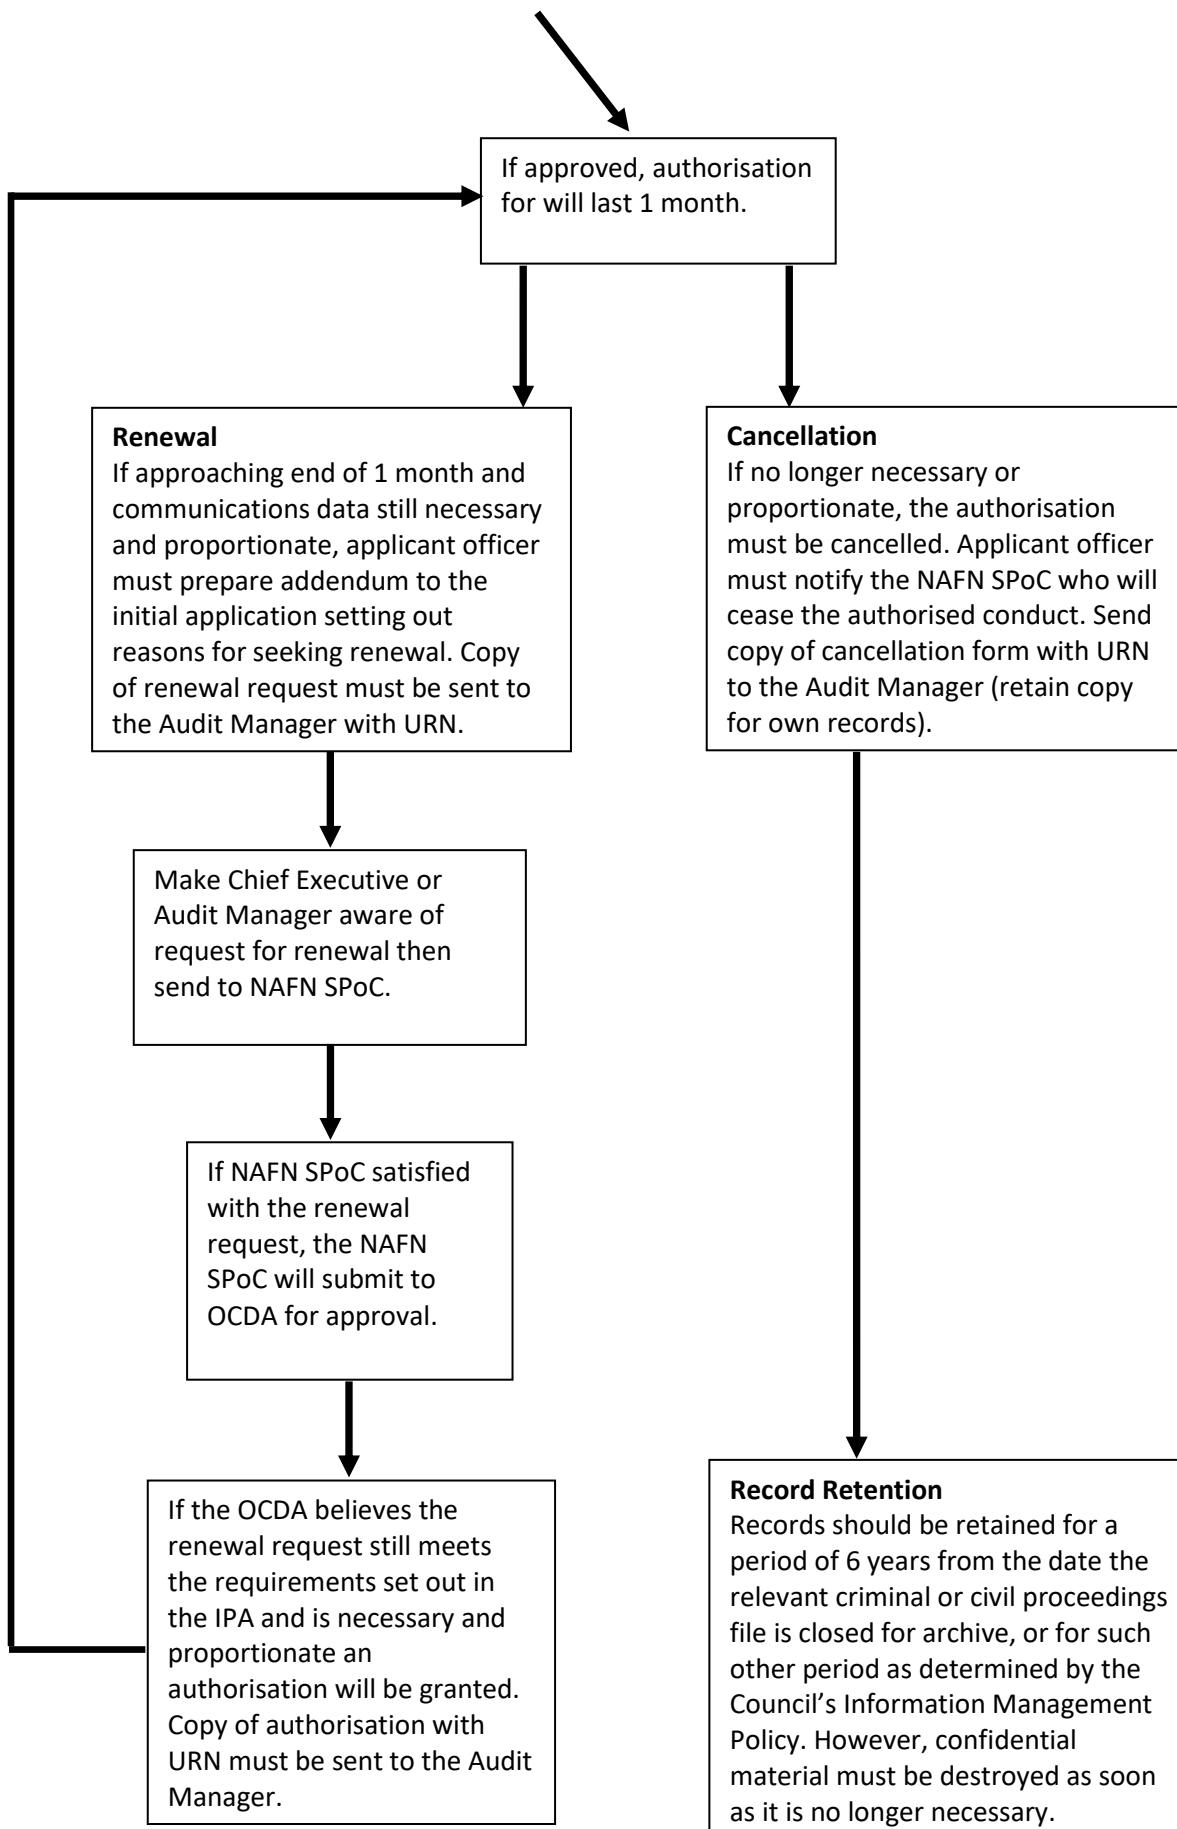 If approved, authorisation
for will last 1 month.
Renewal
If approaching end of 1 month and
communications data still necessary
and proportionate, applicant officer
must prepare addendum to the
initial application setting out
reasons for seeking renewal. Copy
of renewal request must be sent to
the Audit Manager with URN.
Cancellation
If no longer necessary or
proportionate, the authorisation
must be cancelled. Applicant officer
must notify the NAFN SPoC who will
cease the authorised conduct. Send
copy of cancellation form with URN
to the Audit Manager (retain copy
for own records).
Make Chief Executive or
Audit Manager aware of
request for renewal then
send to NAFN SPoC.
If NAFN SPoC satisfied
with the renewal
request, the NAFN
SPoC will submit to
OCDA for approval.
If the OCDA believes the
renewal request still meets
the requirements set out in
the IPA and is necessary and
proportionate an
authorisation will be granted.
Copy of authorisation with
URN must be sent to the Audit
Manager.
Record Retention
Records should be retained for a
period of 6 years from the date the
relevant criminal or civil proceedings
file is closed for archive, or for such
other period as determined by the
Council’s Information Management
Policy. However, confidential
material must be destroyed as soon
as it is no longer necessary.